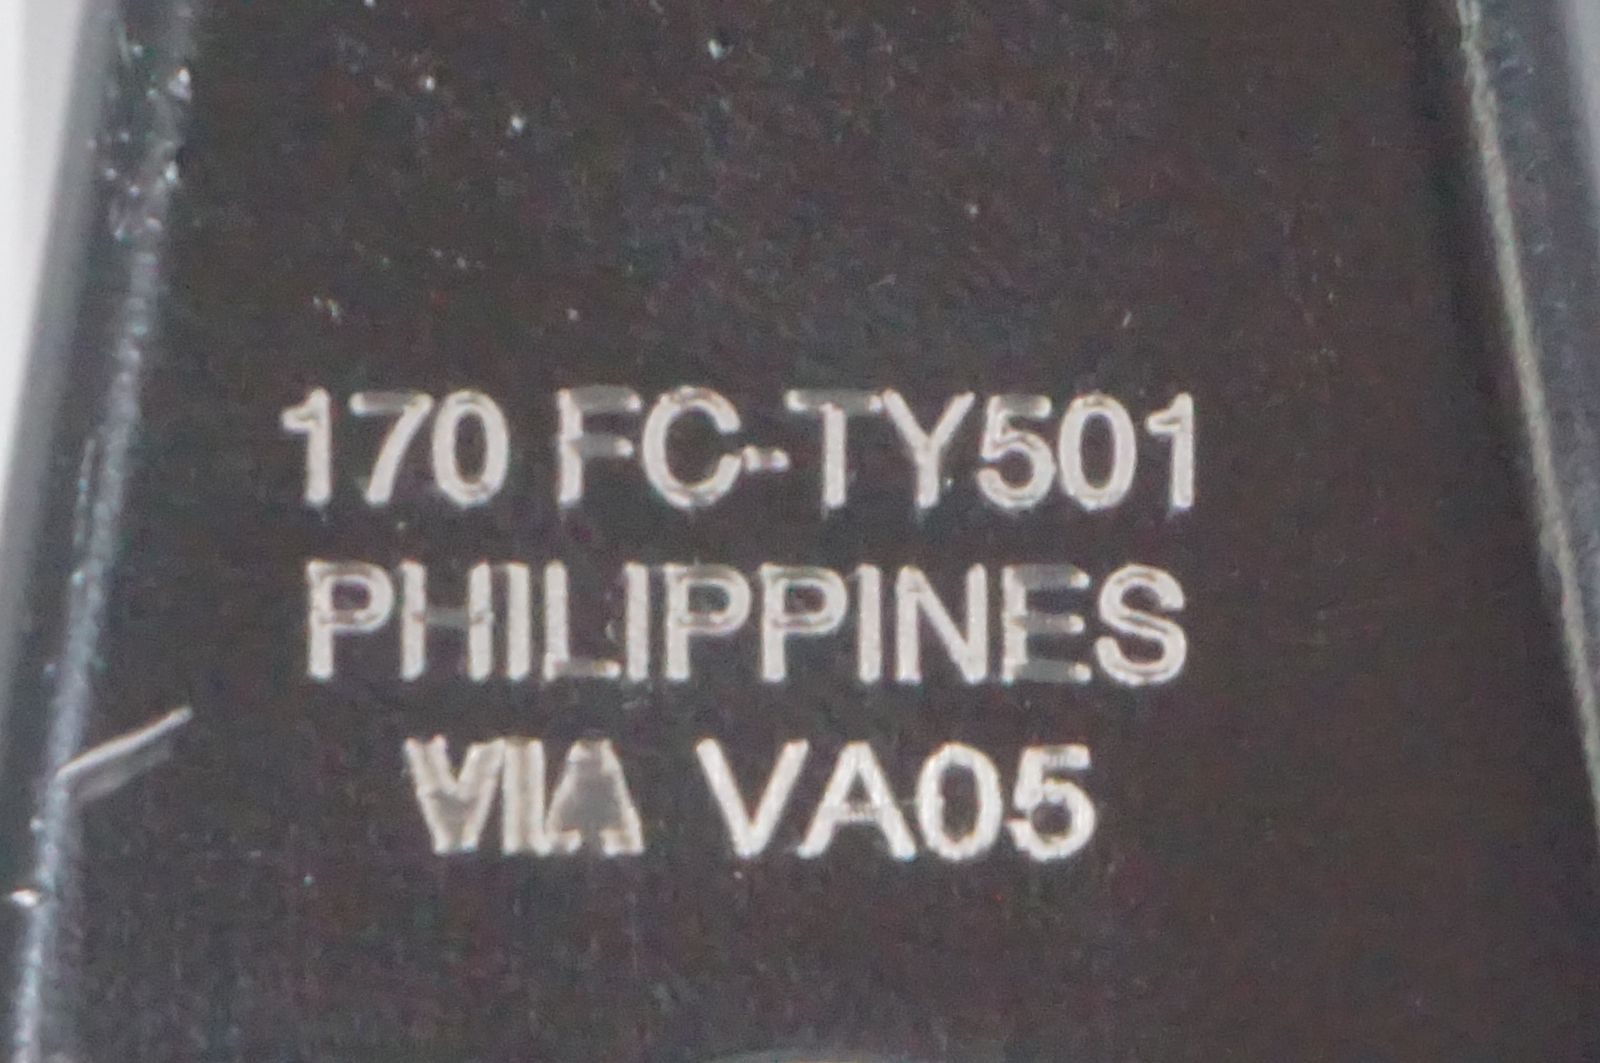 170 FC-TY501
PHILIPPINES
VIA VA05